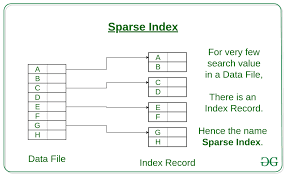 Sparse Index
A
B
C
D
E
F
G
H
Data File
A
B
C
D
E
F
G
H
Index Record
For very few
search value
in a Data File,
There is an
Index Record.
Hence the name
Sparse Index.